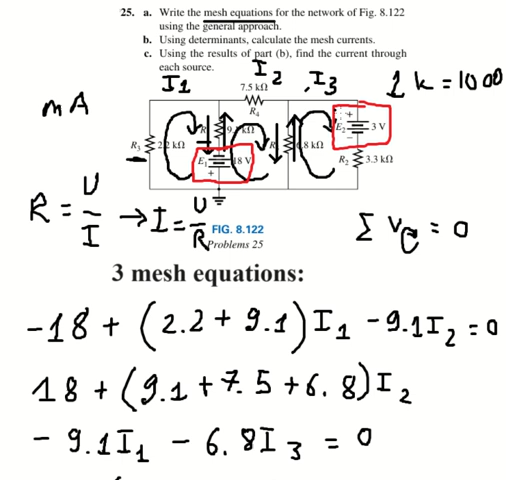 25. a. Write the mesh equations for the network of Fig. 8.122
using the general approach.
b. Using determinants, calculate the mesh currents.
c. Using the results of part (b), find the current through
each source.
I1 I2 I3
mA 7.5 kΩ 1k = 1000
R4
9.1 kΩ E2 3 V
R3 2.2 kΩ 6.8 kΩ
E1 18 V R2 3.3 kΩ
R = U/I → I = U/R
FIG. 8.122
Problems 25
Σ V = 0
3 mesh equations:
-18 + (2.2 + 9.1)I1 - 9.1I2 = 0
18 + (9.1 + 7.5 + 6.8)I2
- 9.1I1 - 6.8I3 = 0